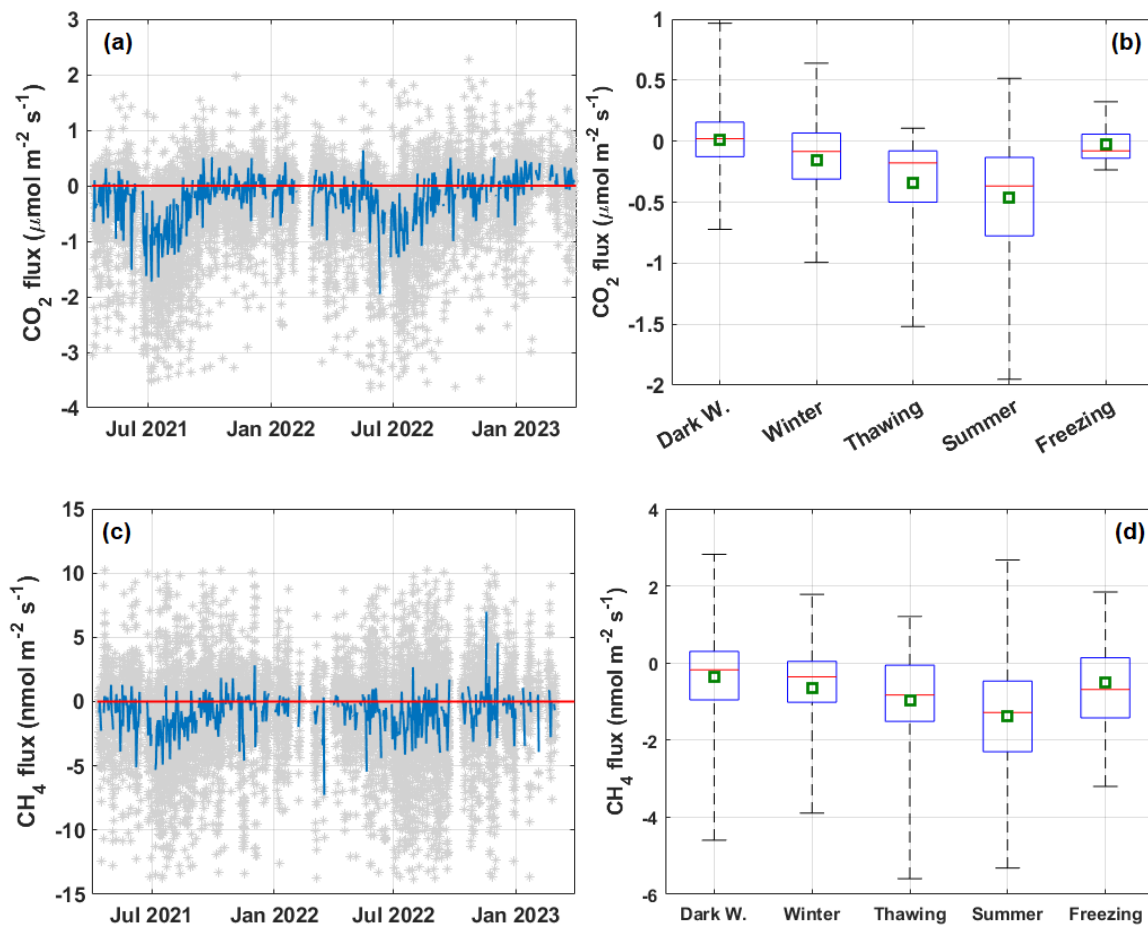 (a)
CO2 flux (μmol m-2 s-1)
3
2
1
0
-1
-2
-3
-4
Jul 2021 Jan 2022 Jul 2022 Jan 2023
(b)
CO2 flux (μmol m-2 s-1)
1
0.5
0
-0.5
-1
-1.5
-2
Dark W. Winter Thawing Summer Freezing
(c)
CH4 flux (nmol m-2 s-1)
15
10
5
0
-5
-10
-15
Jul 2021 Jan 2022 Jul 2022 Jan 2023
(d)
CH4 flux (nmol m-2 s-1)
4
2
0
-2
-4
-6
Dark W. Winter Thawing Summer Freezing